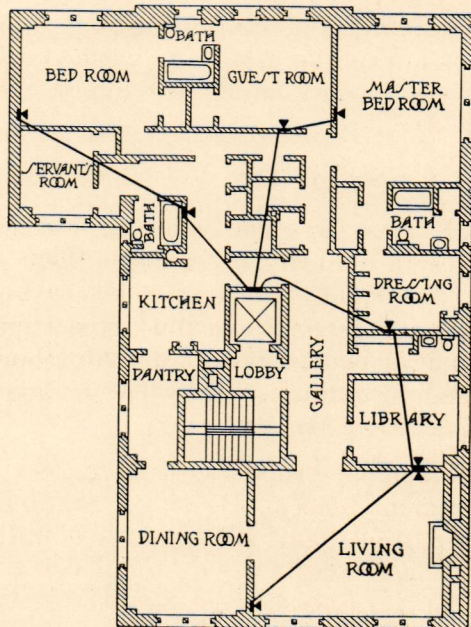 BATH
BED ROOM
GUEST ROOM
MASTER
BED ROOM
SERVANT'S
ROOM
BATH
BATH
KITCHEN
DRESSING
ROOM
PANTRY
LOBBY
GALLERY
LIBRARY
DINING ROOM
LIVING
ROOM